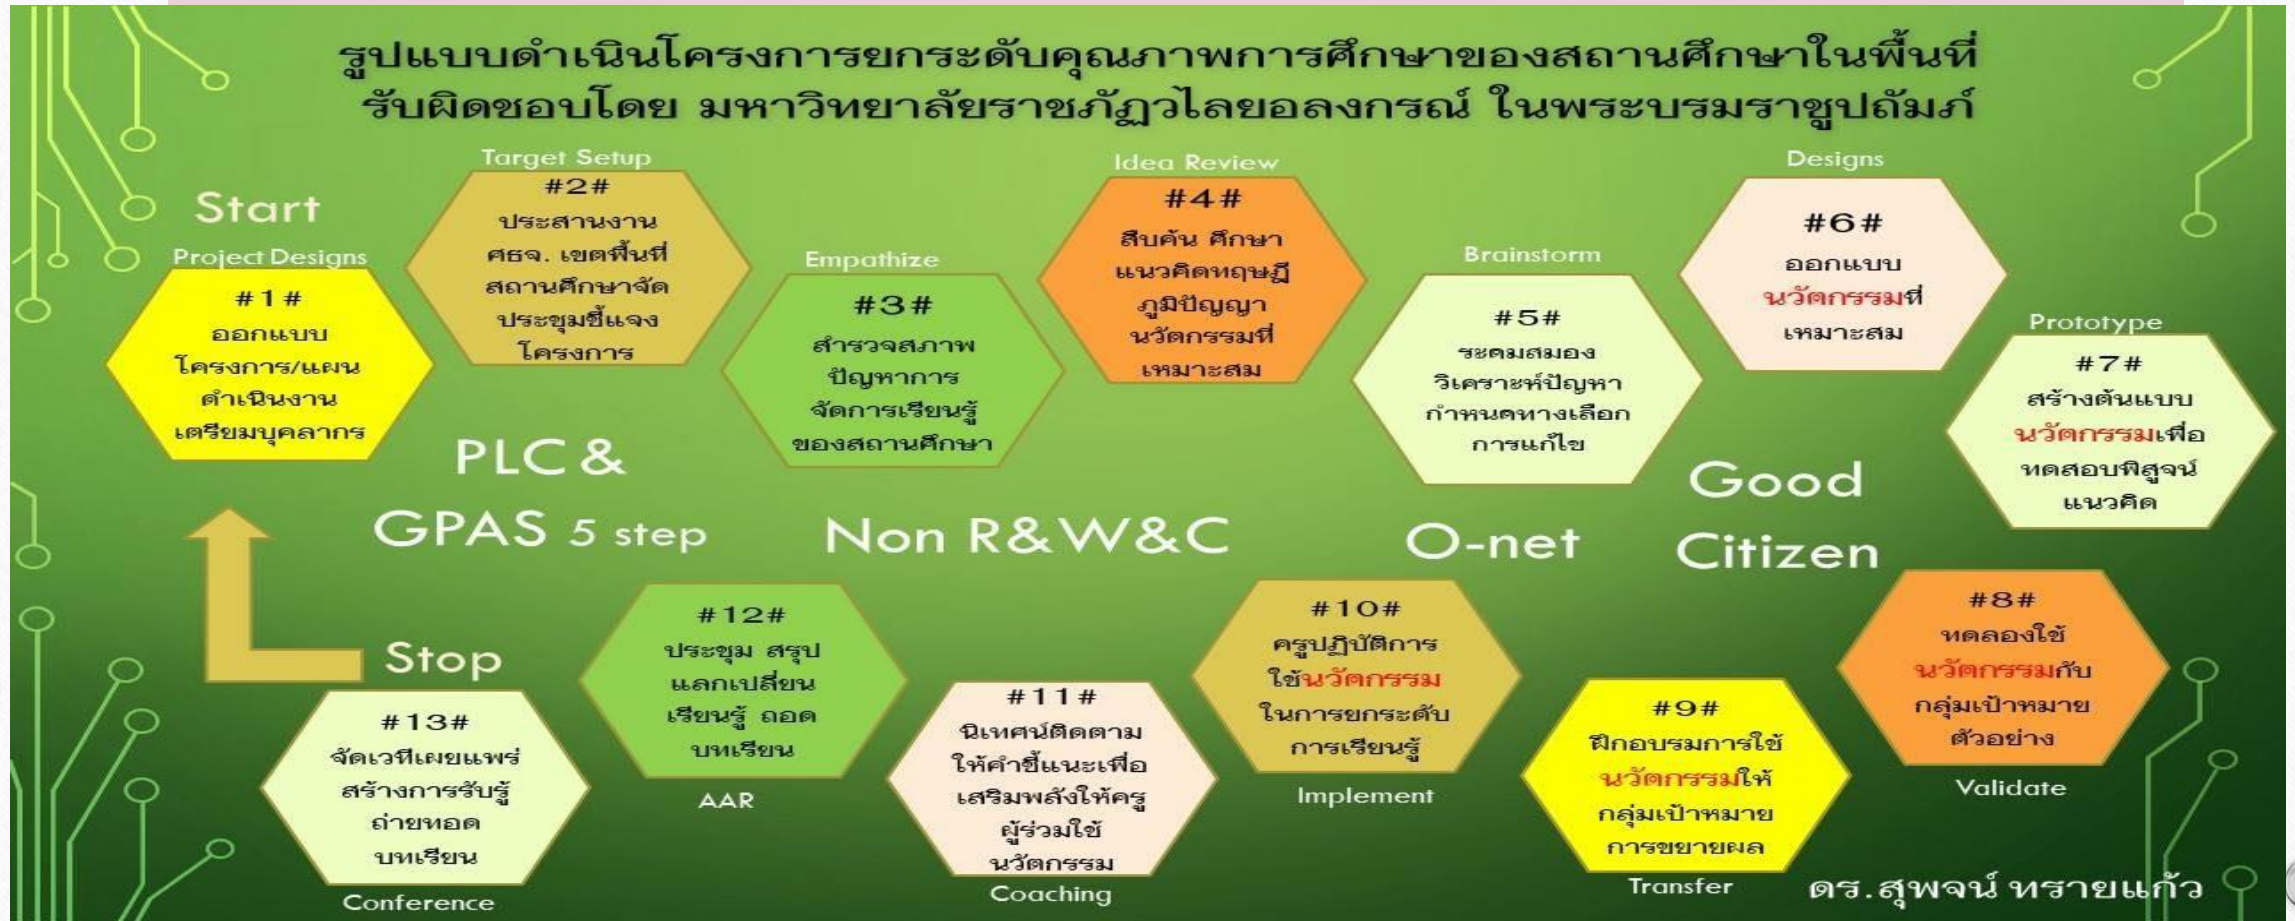 รูปแบบดำเนินโครงการยกระดับคุณภาพการศึกษาของสถานศึกษาในพื้นที่
รับผิดชอบโดย มหาวิทยาลัยราชภัฏวไลยอลงกรณ์ ในพระบรมราชูปถัมภ์
Start
Project Designs
#1#
ออกแบบ
โครงการ/แผน
ดำเนินงาน
เตรียมบุคลากร
Target Setup
#2#
ประสานงาน
ศธจ. เขตพื้นที่
สถานศึกษาจัด
ประชุมชี้แจง
โครงการ
Empathize
#3#
สำรวจสภาพ
ปัญหาการ
จัดการเรียนรู้
ของสถานศึกษา
Idea Review
#4#
สืบค้น ศึกษา
แนวคิดทฤษฎี
ภูมิปัญญา
นวัตกรรมที่
เหมาะสม
Brainstorm
#5#
ระดมสมอง
วิเคราะห์ปัญหา
กำหนดทางเลือก
การแก้ไข
Designs
#6#
ออกแบบ
นวัตกรรมที่
เหมาะสม
Prototype
#7#
สร้างต้นแบบ
นวัตกรรมเพื่อ
ทดสอบพิสูจน์
แนวคิด
PLC &
GPAS 5 step
Non R&W&C
O-net
Good
Citizen
#8#
ทดลองใช้
นวัตกรรมกับ
กลุ่มเป้าหมาย
ตัวอย่าง
Validate
#9#
ฝึกอบรมการใช้
นวัตกรรมให้
กลุ่มเป้าหมาย
การขยายผล
Transfer
#10#
ครูปฏิบัติการ
ใช้นวัตกรรม
ในการยกระดับ
การเรียนรู้
Implement
#11#
นิเทศน์ติดตาม
ให้คำชี้แนะเพื่อ
เสริมพลังให้ครู
ผู้ร่วมใช้
นวัตกรรม
Coaching
#12#
ประชุม สรุป
แลกเปลี่ยน
เรียนรู้ ถอด
บทเรียน
AAR
Stop
#13#
จัดเวทีเผยแพร่
สร้างการรับรู้
ถ่ายทอด
บทเรียน
Conference
ดร.สุพจน์ ทรายแก้ว